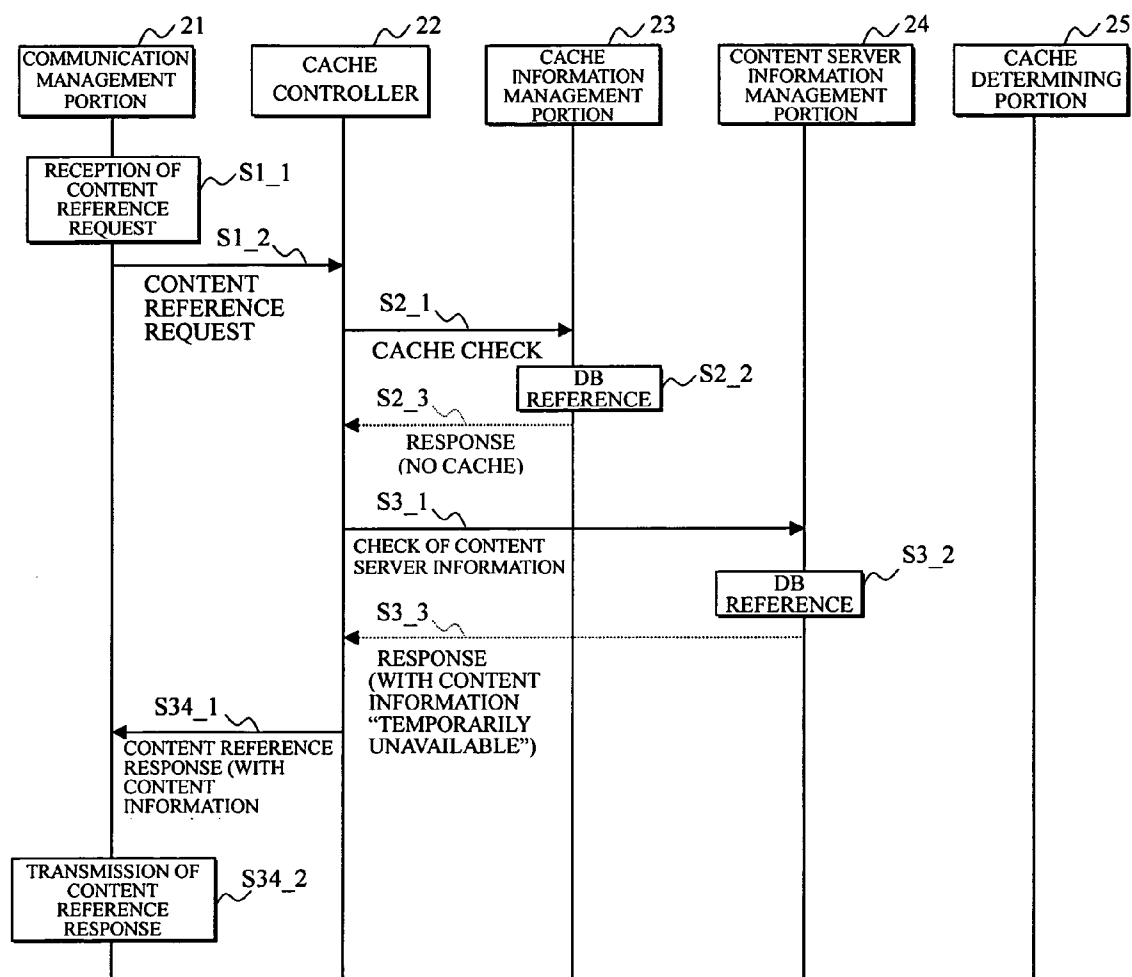 21
COMMUNICATION
MANAGEMENT
PORTION
22
CACHE
CONTROLLER
23
CACHE
INFORMATION
MANAGEMENT
PORTION
24
CONTENT SERVER
INFORMATION
MANAGEMENT
PORTION
25
CACHE
DETERMINING
PORTION
RECEPTION OF
CONTENT
REFERENCE
REQUEST
S1_1
S1_2
CONTENT
REFERENCE
REQUEST
S2_1
CACHE CHECK
DB
REFERENCE
S2_2
S2_3
RESPONSE
(NO CACHE)
S3_1
CHECK OF CONTENT
SERVER INFORMATION
DB
REFERENCE
S3_2
S3_3
RESPONSE
(WITH CONTENT
INFORMATION
“TEMPORARILY
UNAVAILABLE”)
S34_1
CONTENT REFERENCE
RESPONSE (WITH
CONTENT
INFORMATION
TRANSMISSION OF
CONTENT
REFERENCE
RESPONSE
S34_2